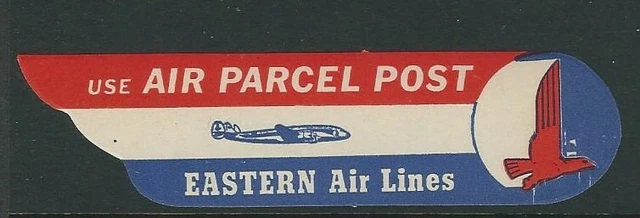 USE AIR PARCEL POST
EASTERN Air Lines